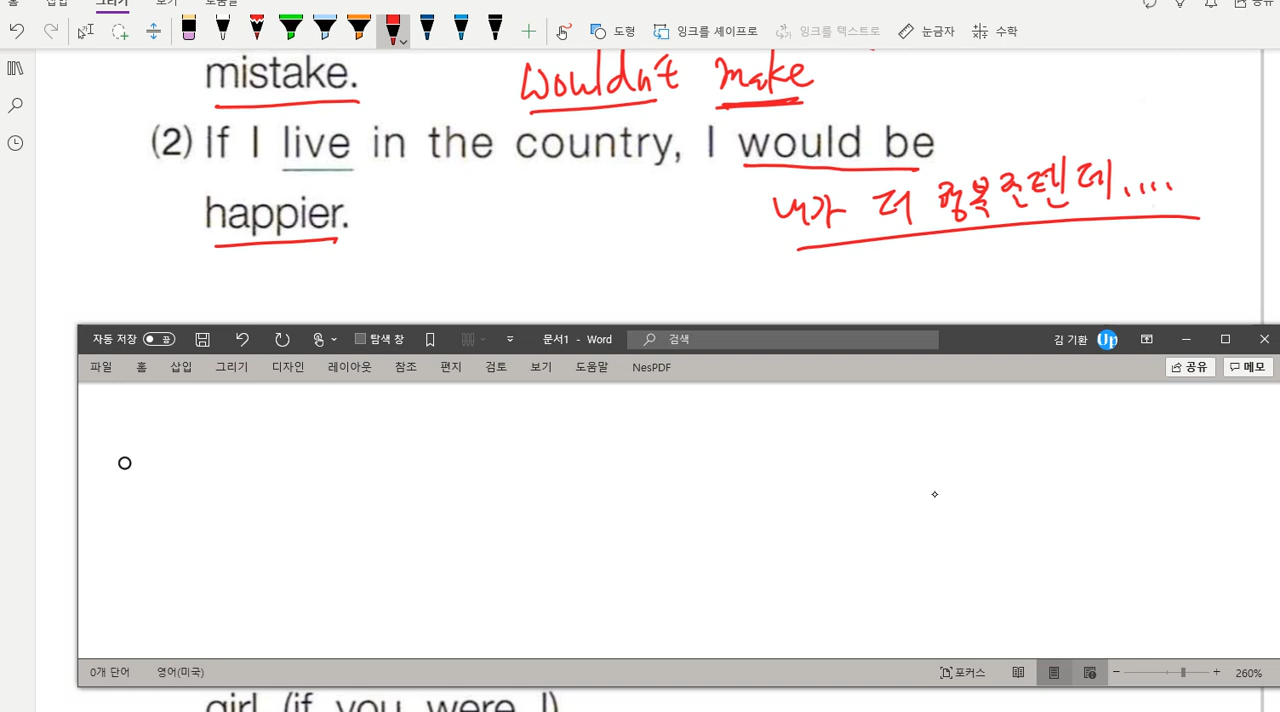 홈 삽입 그리기 보기 도움말 공유
도형 잉크를 셰이프로 잉크를 텍스트로 눈금자 수학
mistake. wouldn't make
(2) If I live in the country, I would be
happier. 내가 더 행복존텐데....
자동 저장 끔 탐색 창 문서1 - Word 검색 김 기환 Up
파일 홈 삽입 그리기 디자인 레이아웃 참조 편지 검토 보기 도움말 NesPDF 공유 메모
0개 단어 영어(미국) 포커스 260%
girl (if you were I)